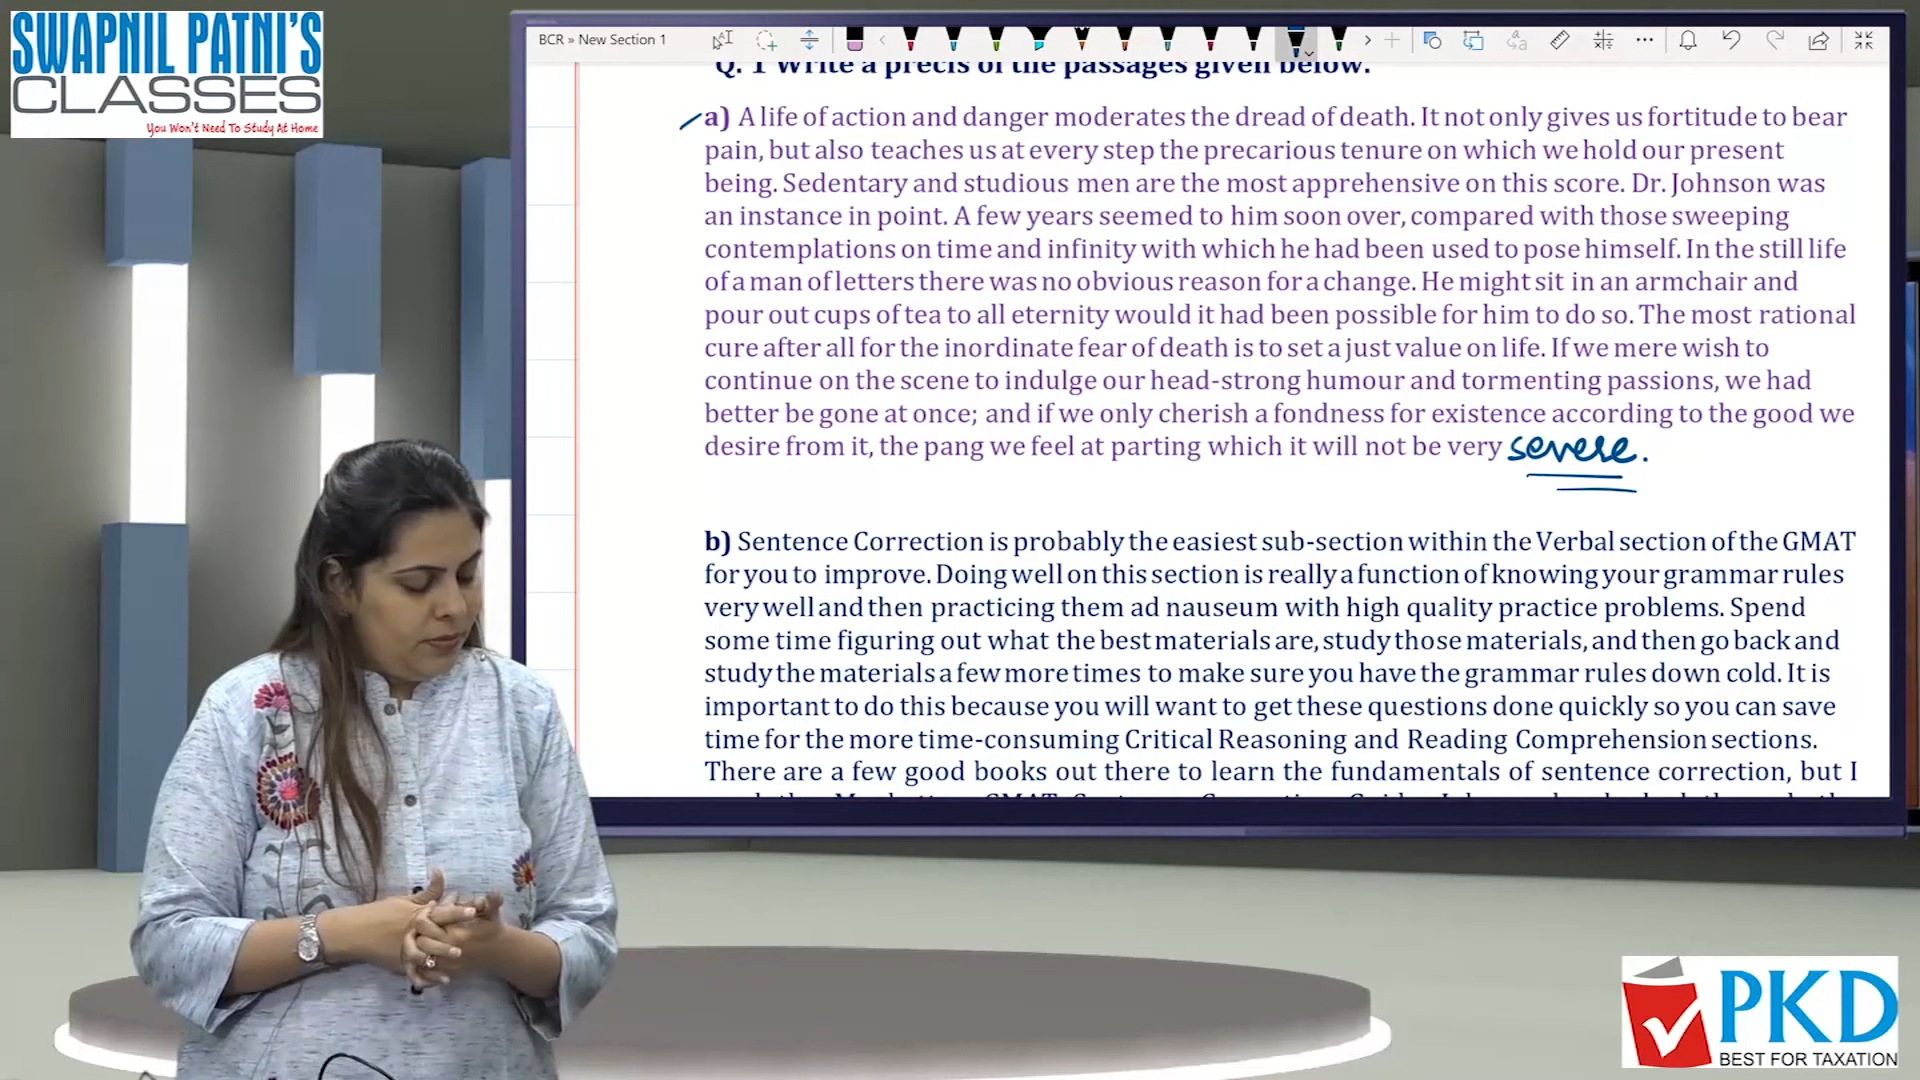 SWAPNIL PATNI'S
CLASSES
You Won't Need To Study At Home
BCR » New Section 1
Q. 1 Write a precis of the passages given below.
a) A life of action and danger moderates the dread of death. It not only gives us fortitude to bear
pain, but also teaches us at every step the precarious tenure on which we hold our present
being. Sedentary and studious men are the most apprehensive on this score. Dr. Johnson was
an instance in point. A few years seemed to him soon over, compared with those sweeping
contemplations on time and infinity with which he had been used to pose himself. In the still life
of a man of letters there was no obvious reason for a change. He might sit in an armchair and
pour out cups of tea to all eternity would it had been possible for him to do so. The most rational
cure after all for the inordinate fear of death is to set a just value on life. If we mere wish to
continue on the scene to indulge our head-strong humour and tormenting passions, we had
better be gone at once; and if we only cherish a fondness for existence according to the good we
desire from it, the pang we feel at parting which it will not be very severe.
b) Sentence Correction is probably the easiest sub-section within the Verbal section of the GMAT
for you to improve. Doing well on this section is really a function of knowing your grammar rules
very well and then practicing them ad nauseum with high quality practice problems. Spend
some time figuring out what the best materials are, study those materials, and then go back and
study the materials a few more times to make sure you have the grammar rules down cold. It is
important to do this because you will want to get these questions done quickly so you can save
time for the more time-consuming Critical Reasoning and Reading Comprehension sections.
There are a few good books out there to learn the fundamentals of sentence correction, but I
PKD
BEST FOR TAXATION